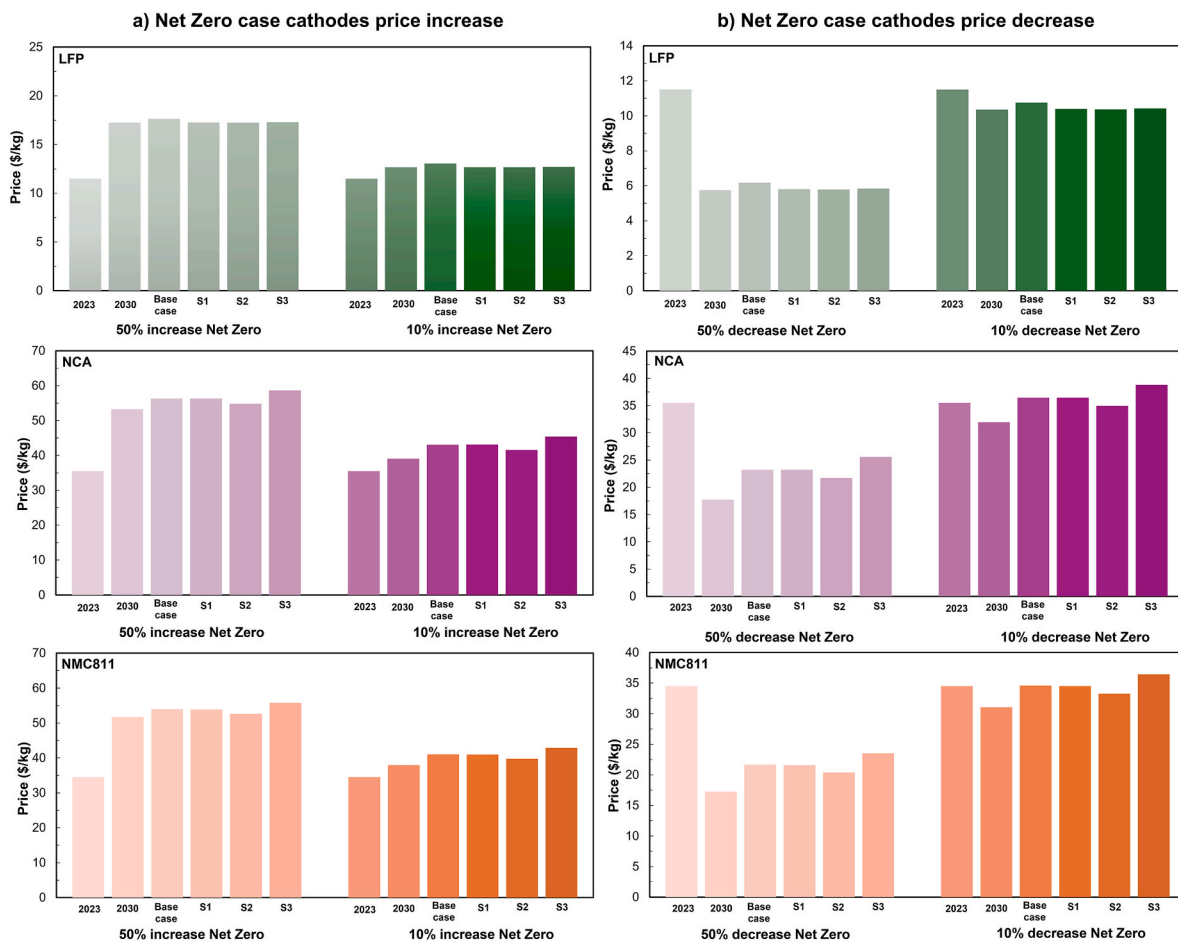 a) Net Zero case cathodes price increase
b) Net Zero case cathodes price decrease
LFP
Price ($/kg)
25
20
15
10
5
0
2023 2030 Base case S1 S2 S3 2023 2030 Base case S1 S2 S3
50% increase Net Zero 10% increase Net Zero
LFP
Price ($/kg)
14
12
10
8
6
4
2
0
2023 2030 Base case S1 S2 S3 2023 2030 Base case S1 S2 S3
50% decrease Net Zero 10% decrease Net Zero
NCA
Price ($/kg)
70
60
50
40
30
20
10
0
2023 2030 Base case S1 S2 S3 2023 2030 Base case S1 S2 S3
50% increase Net Zero 10% increase Net Zero
NCA
Price ($/kg)
45
40
35
30
25
20
15
10
5
0
2023 2030 Base case S1 S2 S3 2023 2030 Base case S1 S2 S3
50% decrease Net Zero 10% decrease Net Zero
NMC811
Price ($/kg)
70
60
50
40
30
20
10
0
2023 2030 Base case S1 S2 S3 2023 2030 Base case S1 S2 S3
50% increase Net Zero 10% increase Net Zero
NMC811
Price ($/kg)
40
35
30
25
20
15
10
5
0
2023 2030 Base case S1 S2 S3 2023 2030 Base case S1 S2 S3
50% decrease Net Zero 10% decrease Net Zero